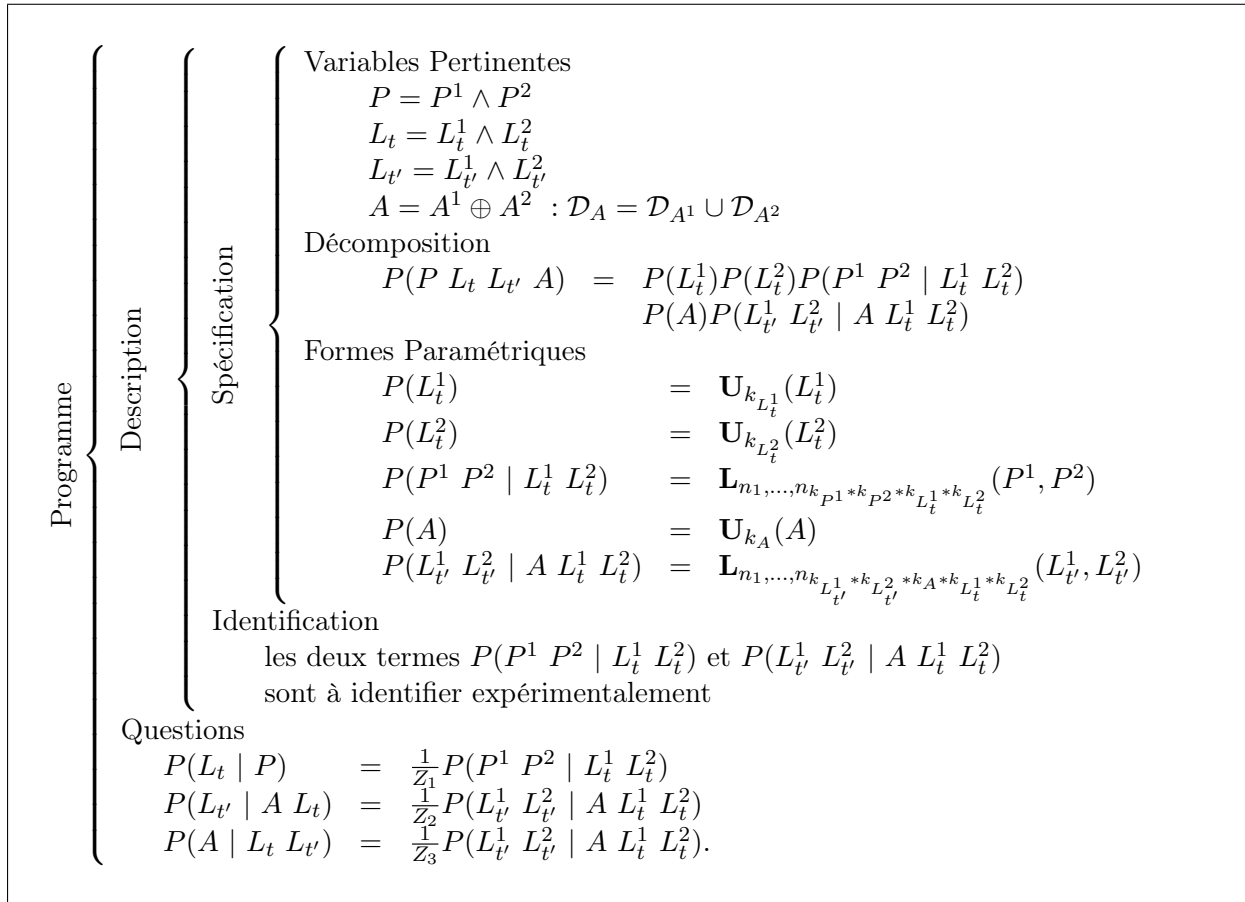 Programme
Description
Spécification
Variables Pertinentes
P = P^1 ∧ P^2
L_t = L_t^1 ∧ L_t^2
L_{t'} = L_{t'}^1 ∧ L_{t'}^2
A = A^1 ⊕ A^2 : 𝒟_A = 𝒟_{A^1} ∪ 𝒟_{A^2}
Décomposition
P(P L_t L_{t'} A) = P(L_t^1)P(L_t^2)P(P^1 P^2 | L_t^1 L_t^2)
P(A)P(L_{t'}^1 L_{t'}^2 | A L_t^1 L_t^2)
Formes Paramétriques
P(L_t^1) = U_{k_{L_t^1}}(L_t^1)
P(L_t^2) = U_{k_{L_t^2}}(L_t^2)
P(P^1 P^2 | L_t^1 L_t^2) = L_{n_1,...,n_{k_{P^1}*k_{P^2}*k_{L_t^1}*k_{L_t^2}}}(P^1, P^2)
P(A) = U_{k_A}(A)
P(L_{t'}^1 L_{t'}^2 | A L_t^1 L_t^2) = L_{n_1,...,n_{k_{L_{t'}^1}*k_{L_{t'}^2}*k_A*k_{L_t^1}*k_{L_t^2}}}(L_{t'}^1, L_{t'}^2)
Identification
les deux termes P(P^1 P^2 | L_t^1 L_t^2) et P(L_{t'}^1 L_{t'}^2 | A L_t^1 L_t^2)
sont à identifier expérimentalement
Questions
P(L_t | P) = \frac{1}{Z_1} P(P^1 P^2 | L_t^1 L_t^2)
P(L_{t'} | A L_t) = \frac{1}{Z_2} P(L_{t'}^1 L_{t'}^2 | A L_t^1 L_t^2)
P(A | L_t L_{t'}) = \frac{1}{Z_3} P(L_{t'}^1 L_{t'}^2 | A L_t^1 L_t^2).